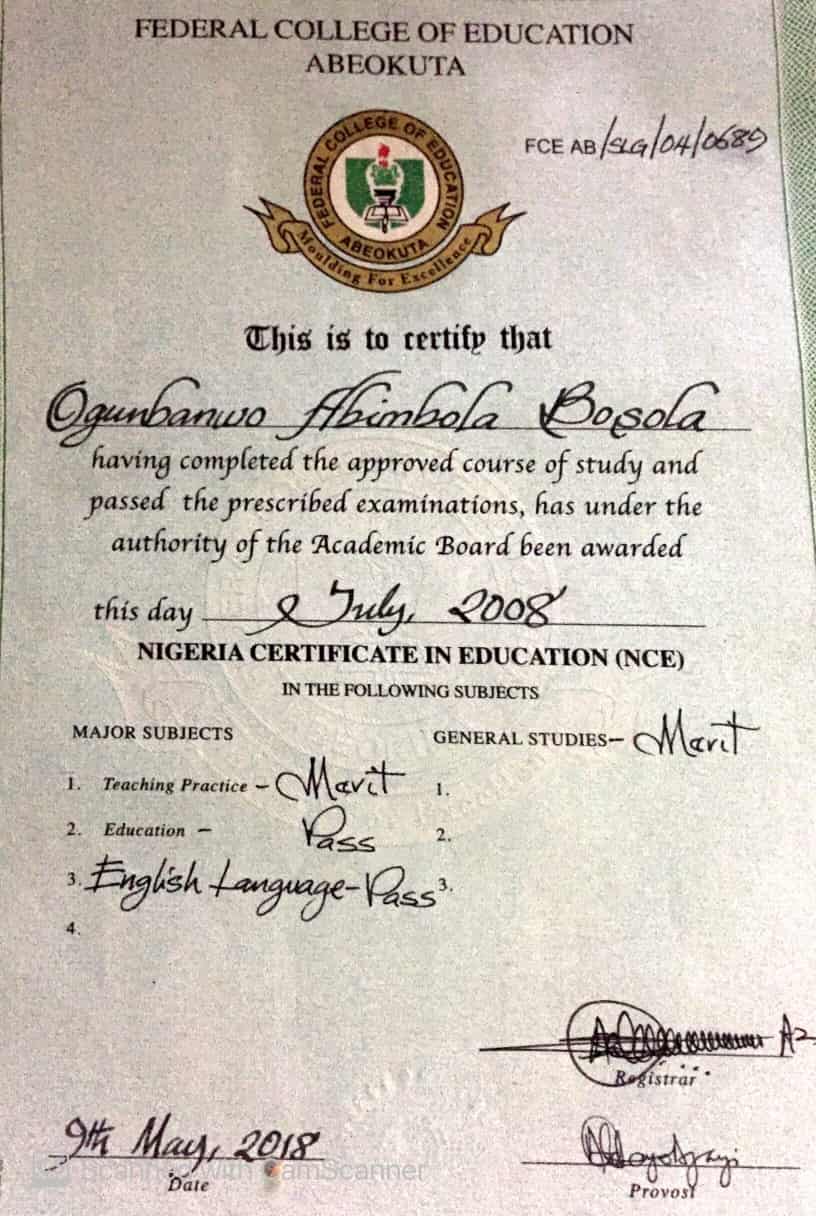 FEDERAL COLLEGE OF EDUCATION
ABEOKUTA
FCE AB/SLG/04/0689
FEDERAL COLLEGE OF EDUCATION
ABEOKUTA
Moulding For Excellence
This is to certify that
Ogunbanwo Abimbola Bosola
having completed the approved course of study and
passed the prescribed examinations, has under the
authority of the Academic Board been awarded
this day July, 2008
NIGERIA CERTIFICATE IN EDUCATION (NCE)
IN THE FOLLOWING SUBJECTS
MAJOR SUBJECTS
GENERAL STUDIES– Merit
1. Teaching Practice – Merit 1.
2. Education – Pass 2.
3. English Language-Pass 3.
4.
Registrar
9th May, 2018
Date
Provost
Scanned with CamScanner